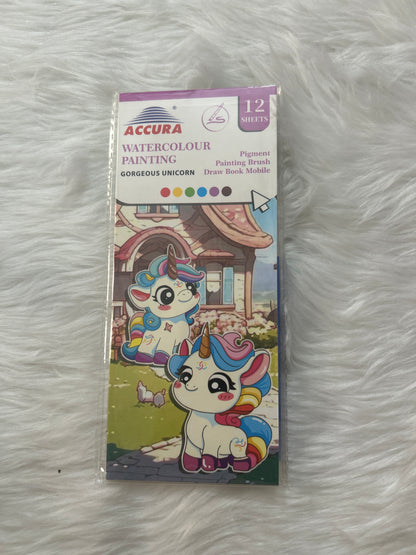 ACCURA
®
12
SHEETS
WATERCOLOUR
PAINTING
GORGEOUS UNICORN
Pigment
Painting Brush
Draw Book Mobile